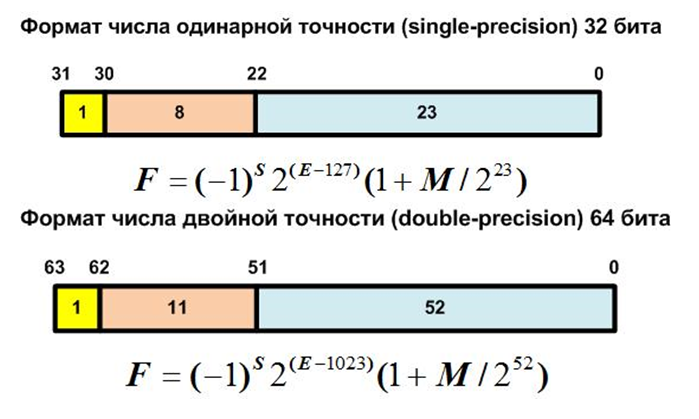 Формат числа одинарной точности (single-precision) 32 бита
31 30 22 0
1 8 23
F = (−1)^S 2^(E−127) (1 + M / 2^23)
Формат числа двойной точности (double-precision) 64 бита
63 62 51 0
1 11 52
F = (−1)^S 2^(E−1023) (1 + M / 2^52)